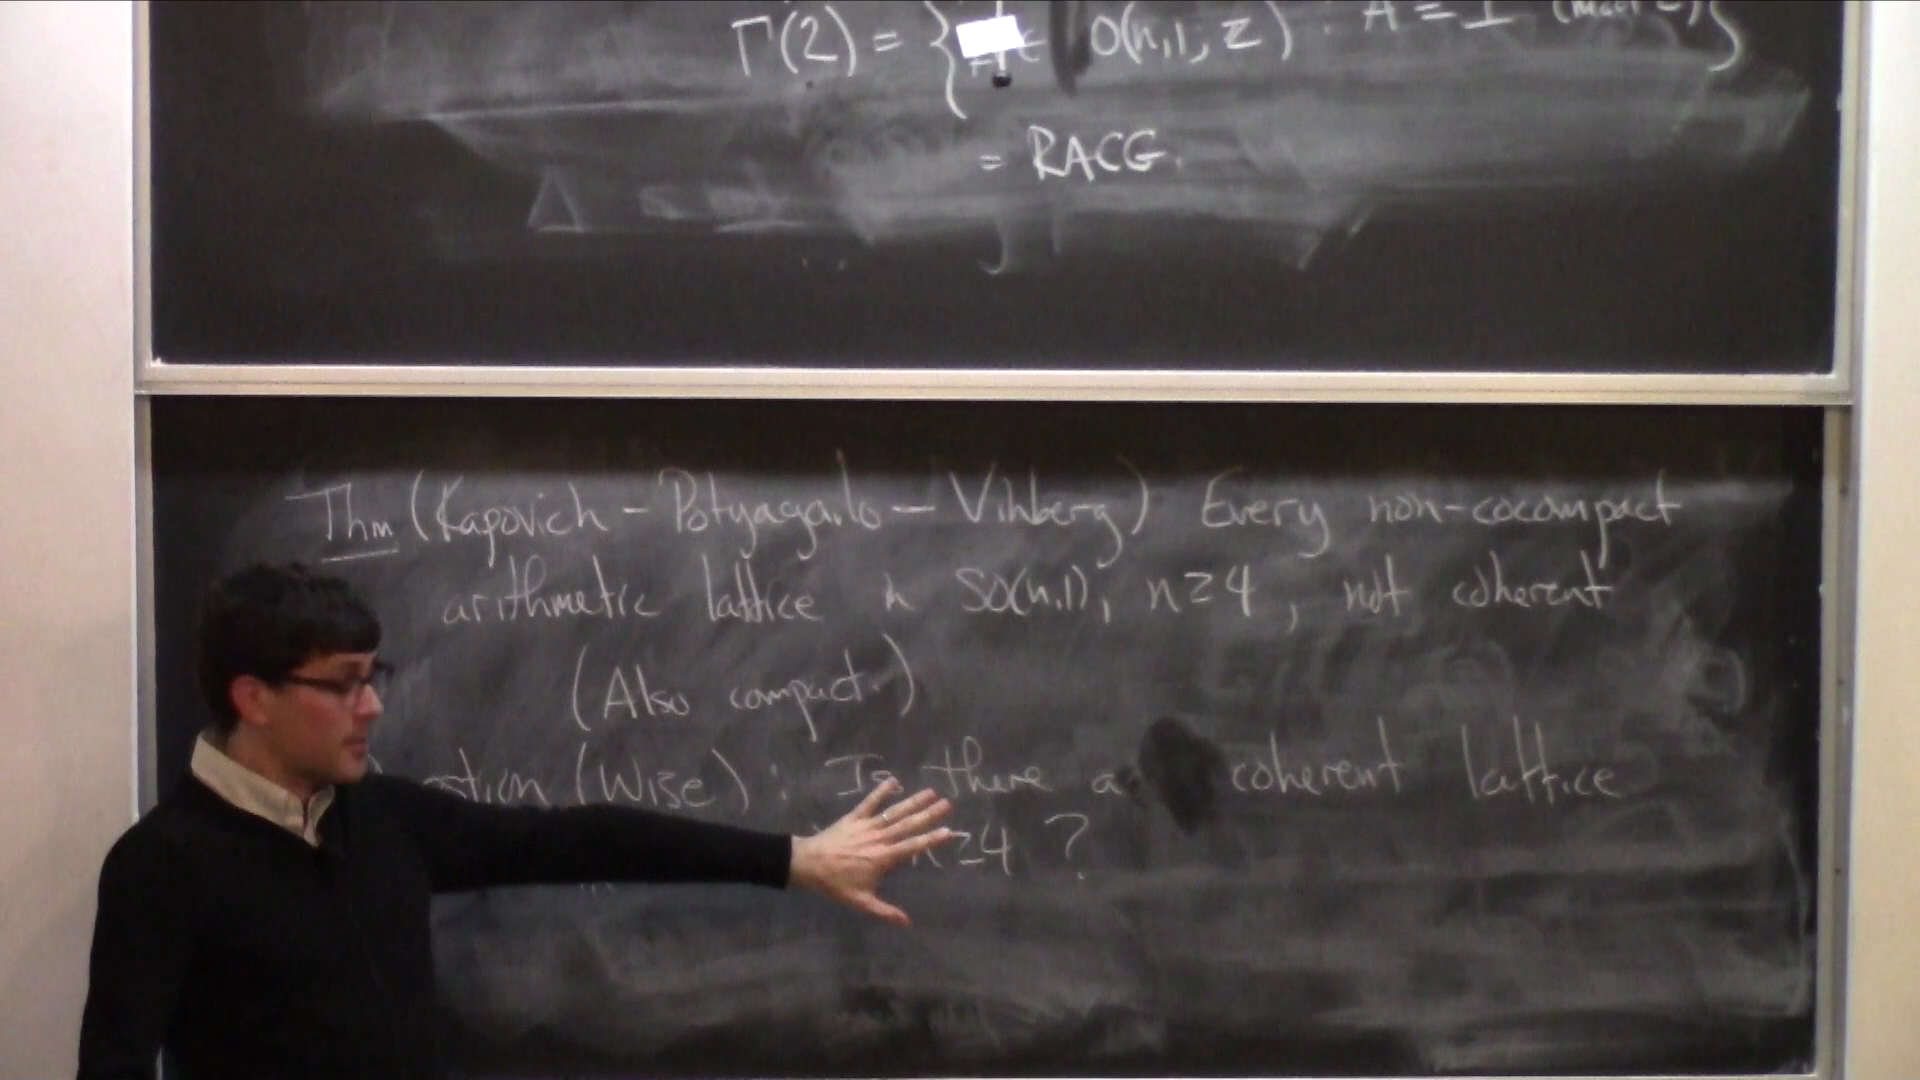 Γ(2) = { O(n,1; Z) : A ≡ I (mod 2) }
= RACG.
Thm (Kapovich - Potyagailo - Vinberg) Every non-cocompact
arithmetic lattice in SO(n,1), n≥4, not coherent
(Also compact.)
(Wise): Is there a coherent lattice
n≥4 ?